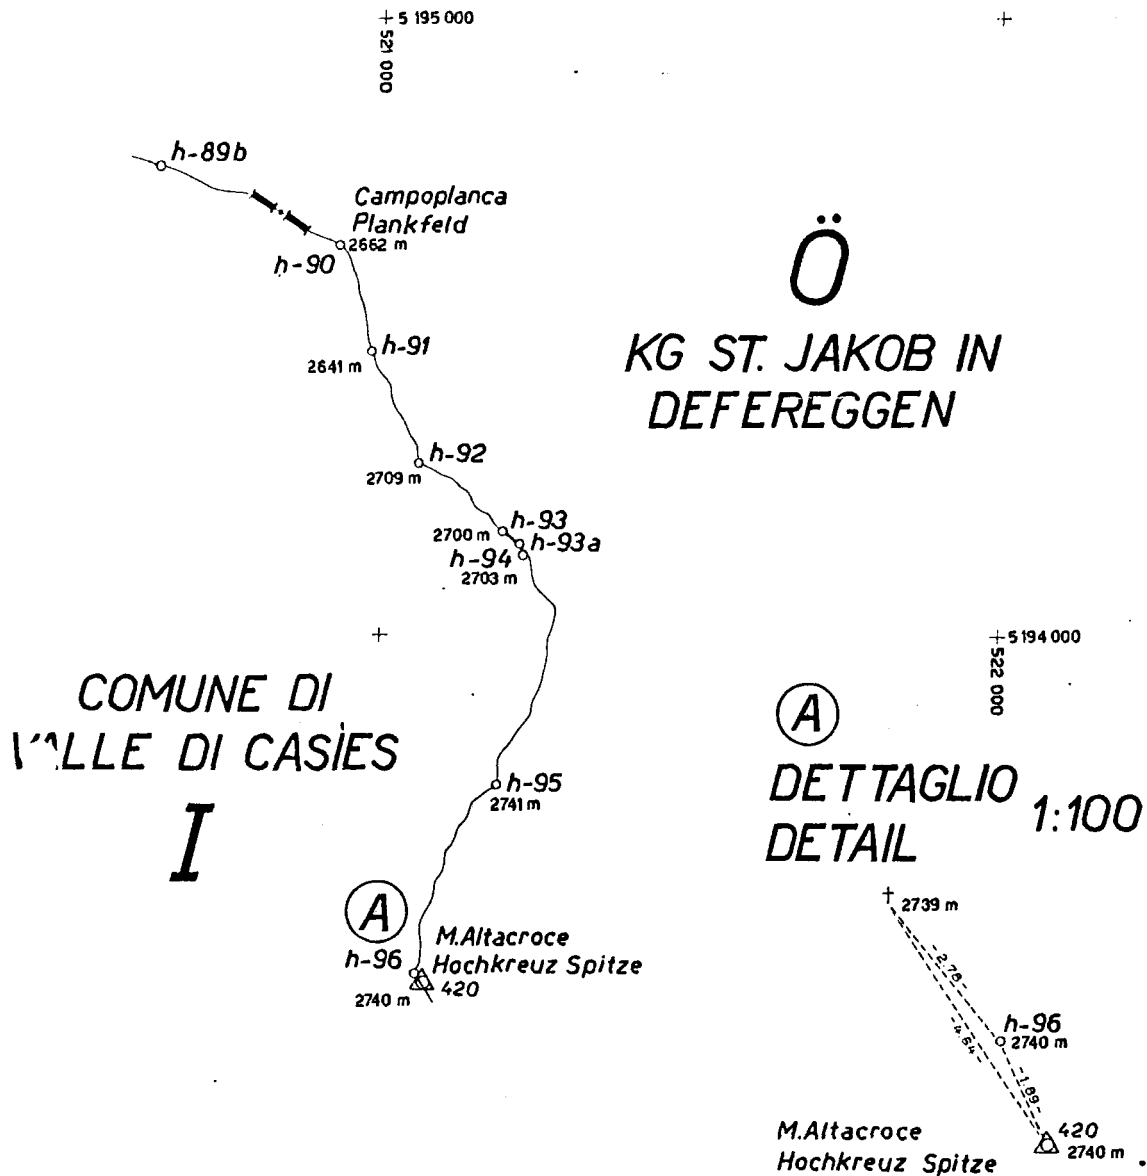 5 195 000
521 000
h-89b
Campoplanca
Plankfeld
2662 m
h-90
Ö
h-91
2641 m
KG ST. JAKOB IN
DEFEREGGEN
h-92
2709 m
h-93
2700 m
h-93a
h-94
2703 m
5 194 000
522 000
COMUNE DI
DI CASIES
I
h-95
2741 m
A
DETTAGLIO
DETAIL
1:100
A
M.Altacroce
Hochkreuz Spitze
h-96
2740 m
420
2739 m
2.78
4.64
h-96
2740 m
1.89
420
2740 m
M.Altacroce
Hochkreuz Spitze